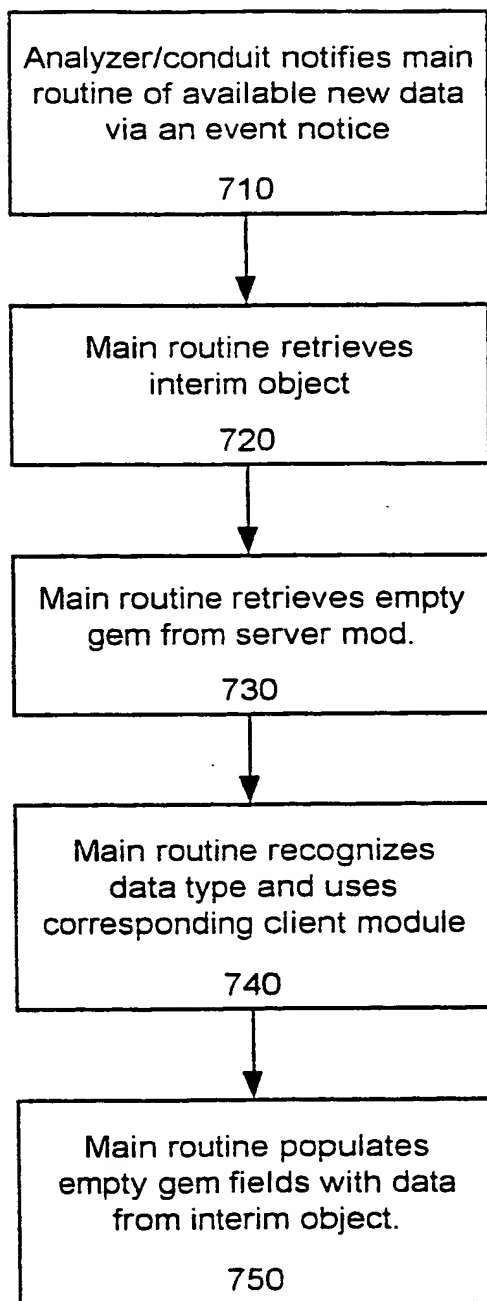 Analyzer/conduit notifies main
routine of available new data
via an event notice
710
Main routine retrieves
interim object
720
Main routine retrieves empty
gem from server mod.
730
Main routine recognizes
data type and uses
corresponding client module
740
Main routine populates
empty gem fields with data
from interim object.
750